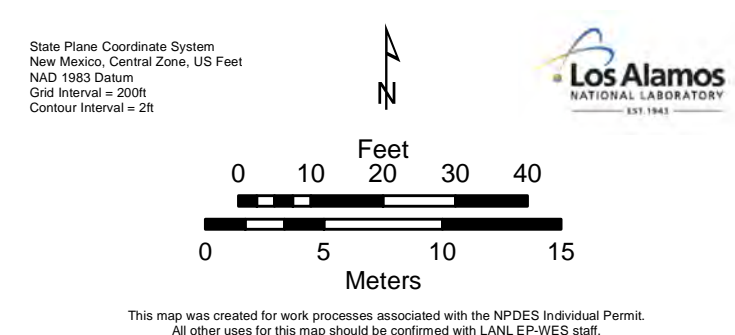 State Plane Coordinate System
New Mexico, Central Zone, US Feet
NAD 1983 Datum
Grid Interval = 200ft
Contour Interval = 2ft
N
Los Alamos
NATIONAL LABORATORY
EST. 1943
Feet
0 10 20 30 40
0 5 10 15
Meters
This map was created for work processes associated with the NPDES Individual Permit.
All other uses for this map should be confirmed with LANL EP-WES staff.